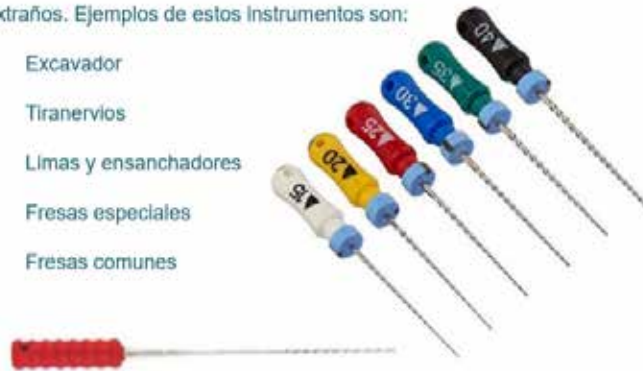 xtraños. Ejemplos de estos instrumentos son:
Excavador
Tiranervios
Limas y ensanchadores
Fresas especiales
Fresas comunes
15
20
25
30
35
40